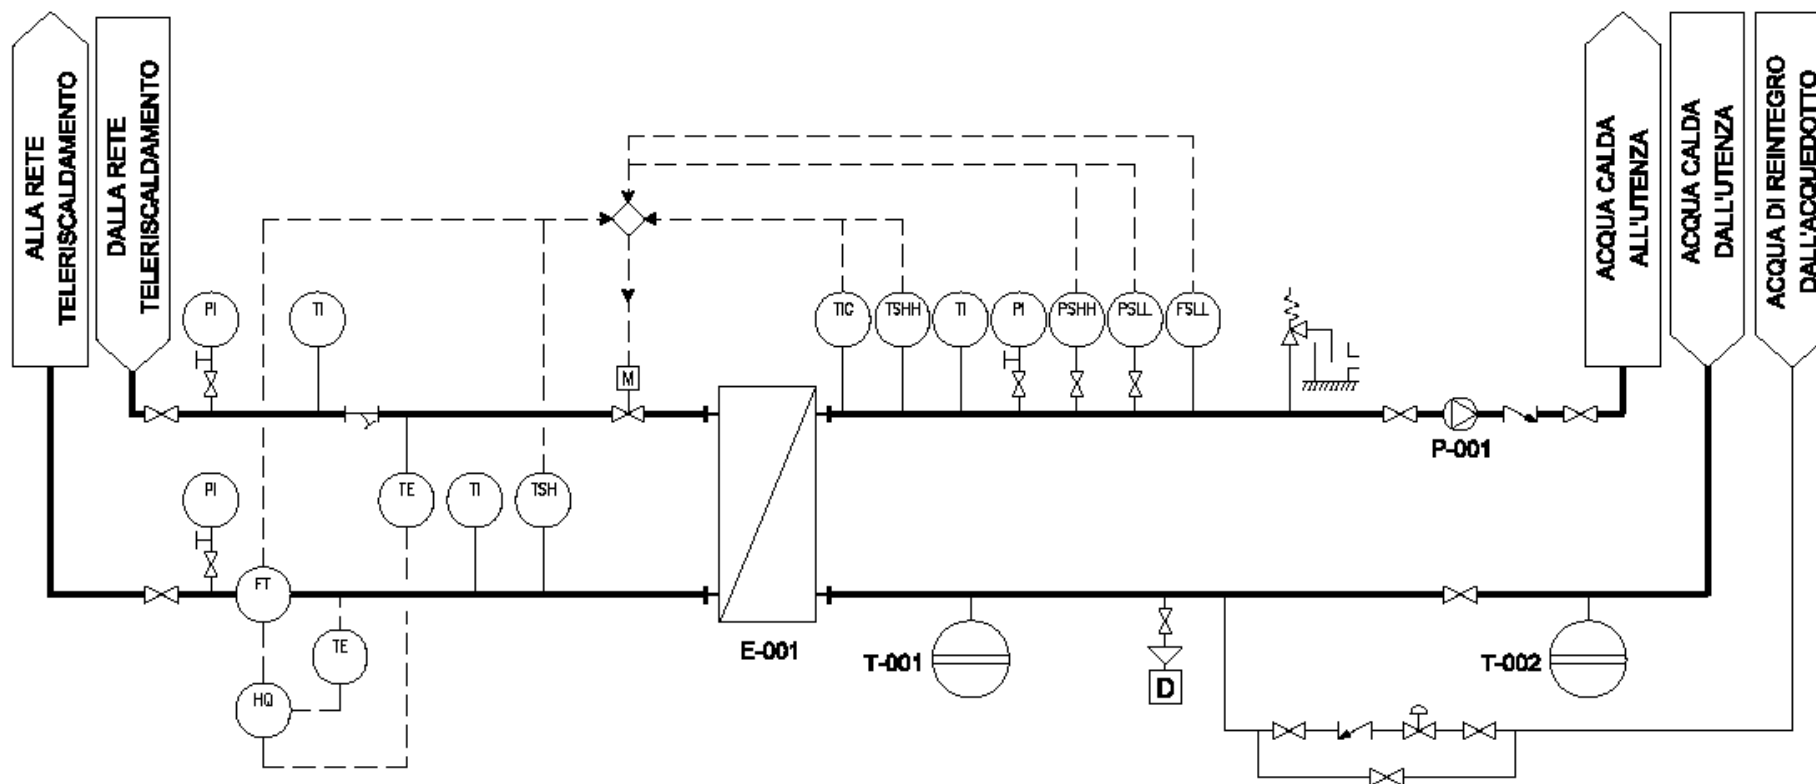 ALLA RETE
TELERISCALDAMENTO
DALLA RETE
TELERISCALDAMENTO
ACQUA CALDA
ALL'UTENZA
ACQUA CALDA
DALL'UTENZA
ACQUA DI REINTEGRO
DALL'ACQUEDOTTO
PI
TI
TIC
TSHH
TI
PI
PSHH
PSLL
FSLL
M
P-001
PI
TE
TI
TSH
FT
TE
E-001
T-001
D
T-002
HQ